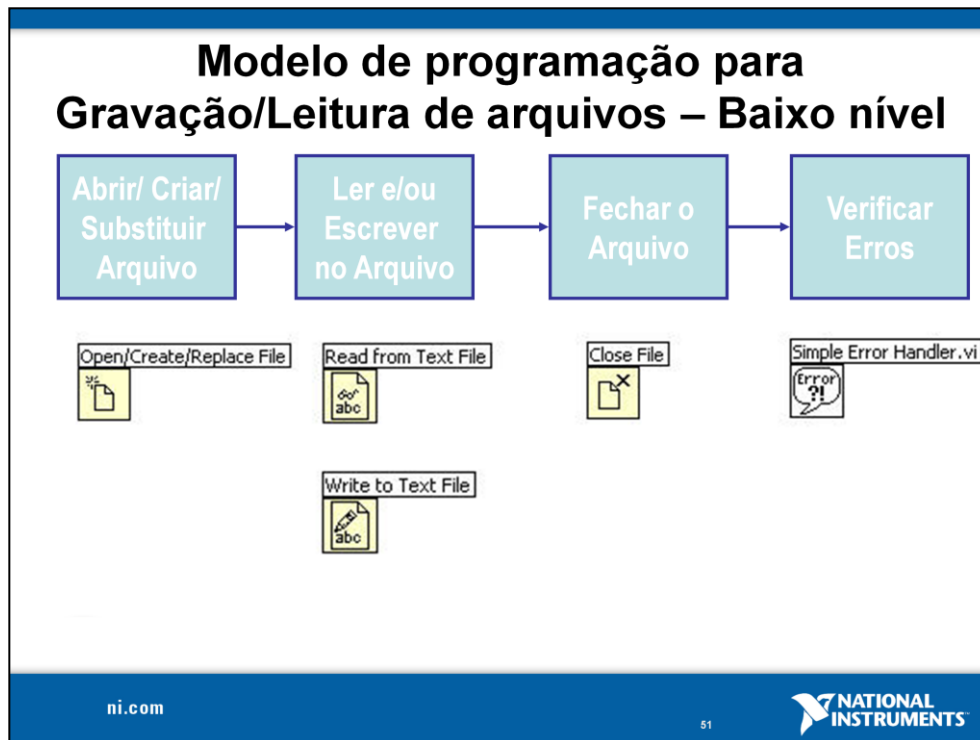 Modelo de programação para
Gravação/Leitura de arquivos – Baixo nível
Abrir/ Criar/
Substituir
Arquivo
Ler e/ou
Escrever
no Arquivo
Fechar o
Arquivo
Verificar
Erros
Open/Create/Replace File
Read from Text File
abc
Close File
Simple Error Handler.vi
Error
?!
Write to Text File
abc
ni.com
51
NATIONAL
INSTRUMENTS™